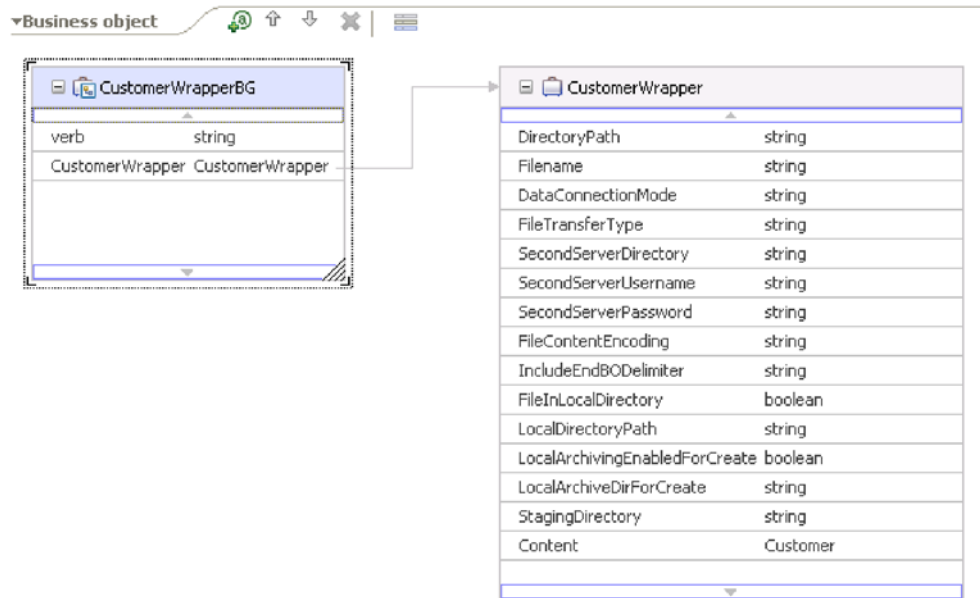 Business object
CustomerWrapperBG
verb string
CustomerWrapper CustomerWrapper
CustomerWrapper
DirectoryPath string
Filename string
DataConnectionMode string
FileTransferType string
SecondServerDirectory string
SecondServerUsername string
SecondServerPassword string
FileContentEncoding string
IncludeEndBODelimiter string
FileInLocalDirectory boolean
LocalDirectoryPath string
LocalArchivingEnabledForCreate boolean
LocalArchiveDirForCreate string
StagingDirectory string
Content Customer